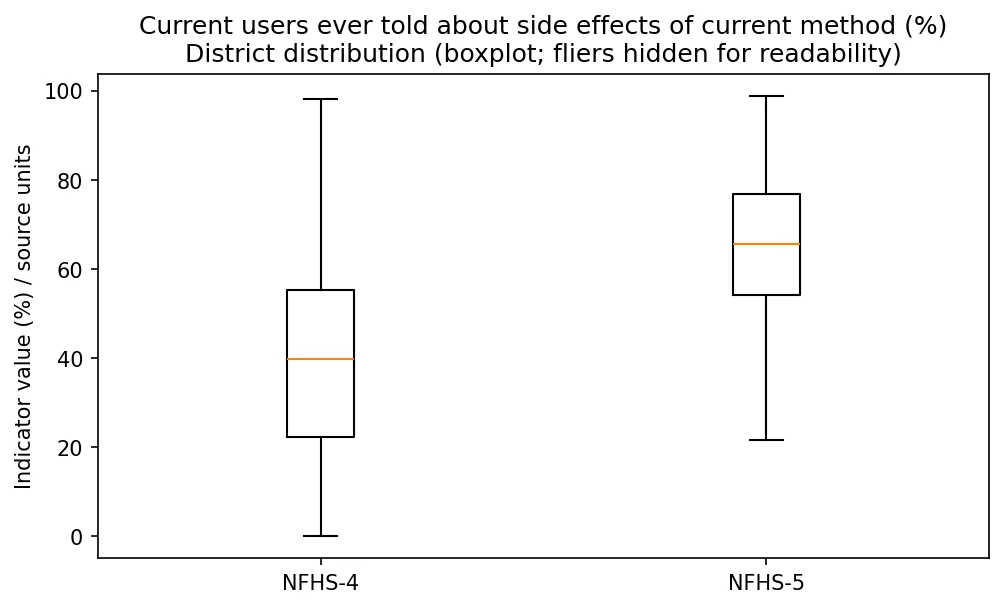 Current users ever told about side effects of current method (%)
District distribution (boxplot; fliers hidden for readability)
Indicator value (%) / source units
100
80
60
40
20
0
NFHS-4
NFHS-5